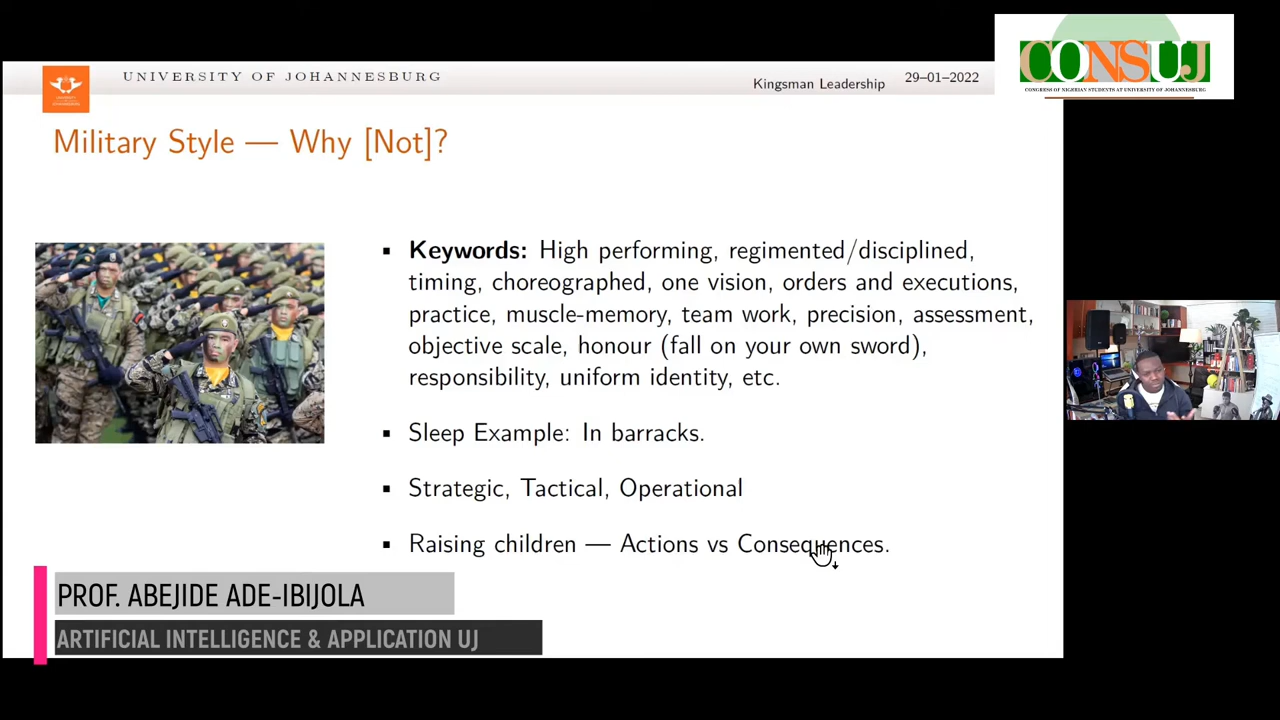 UNIVERSITY OF JOHANNESBURG
Kingsman Leadership
29–01–2022
CONSUJ
CONGRESS OF NIGERIAN STUDENTS AT UNIVERSITY OF JOHANNESBURG
Military Style — Why [Not]?
▪ Keywords: High performing, regimented/disciplined,
timing, choreographed, one vision, orders and executions,
practice, muscle-memory, team work, precision, assessment,
objective scale, honour (fall on your own sword),
responsibility, uniform identity, etc.
▪ Sleep Example: In barracks.
▪ Strategic, Tactical, Operational
▪ Raising children — Actions vs Consequences.
PROF. ABEJIDE ADE-IBIJOLA
ARTIFICIAL INTELLIGENCE & APPLICATION UJ